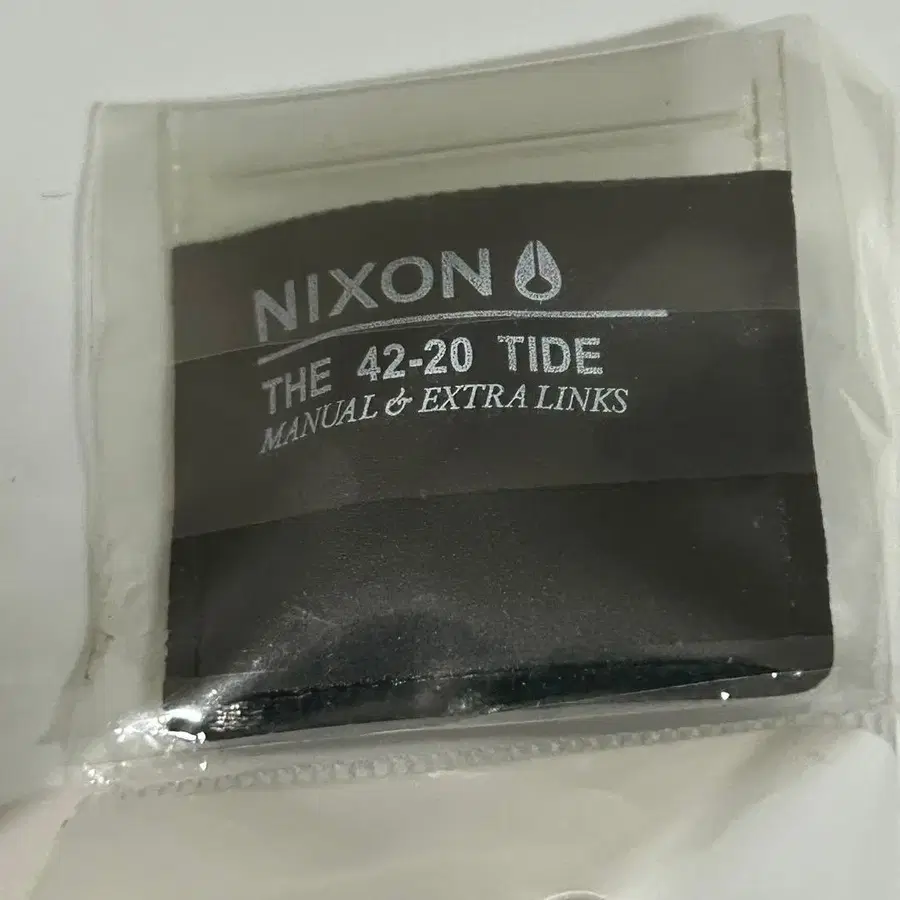 NIXON
THE 42-20 TIDE
MANUAL & EXTRA LINKS